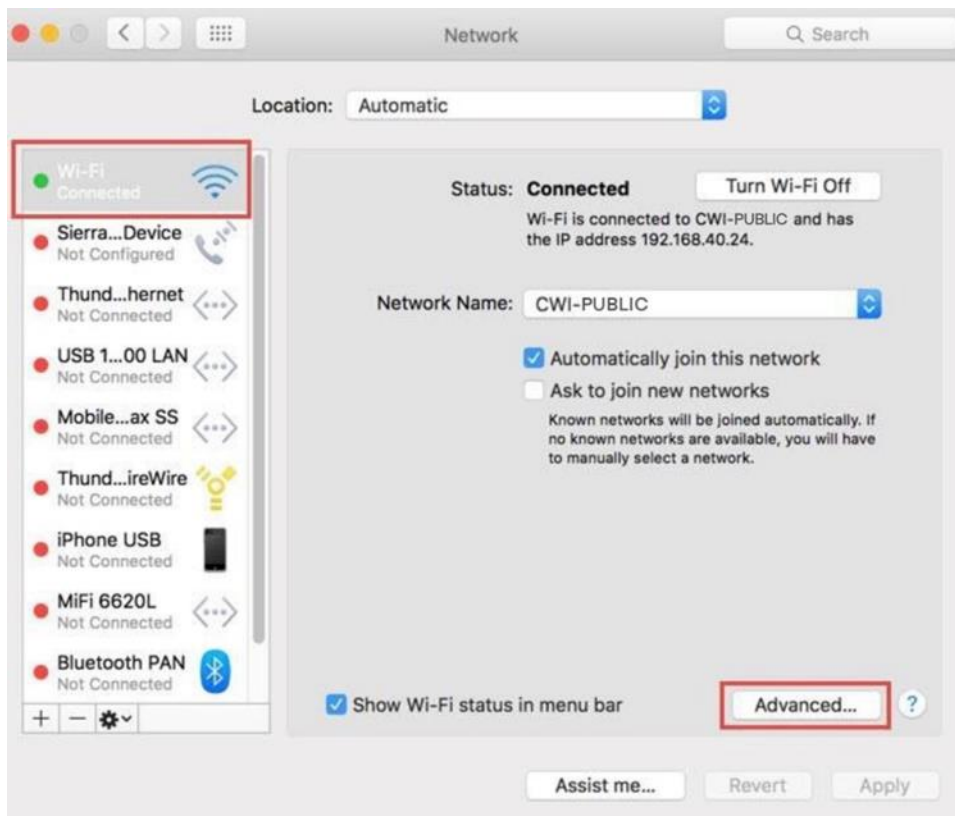 Network
Search
Location: Automatic
Wi-Fi
Connected
Sierra...Device
Not Configured
Thund...hernet
Not Connected
USB 1...00 LAN
Not Connected
Mobile...ax SS
Not Connected
Thund...ireWire
Not Connected
iPhone USB
Not Connected
MiFi 6620L
Not Connected
Bluetooth PAN
Not Connected
Status: Connected
Turn Wi-Fi Off
Wi-Fi is connected to CWI-PUBLIC and has
the IP address 192.168.40.24.
Network Name: CWI-PUBLIC
Automatically join this network
Ask to join new networks
Known networks will be joined automatically. If
no known networks are available, you will have
to manually select a network.
Show Wi-Fi status in menu bar
Advanced...
?
Assist me...
Revert
Apply